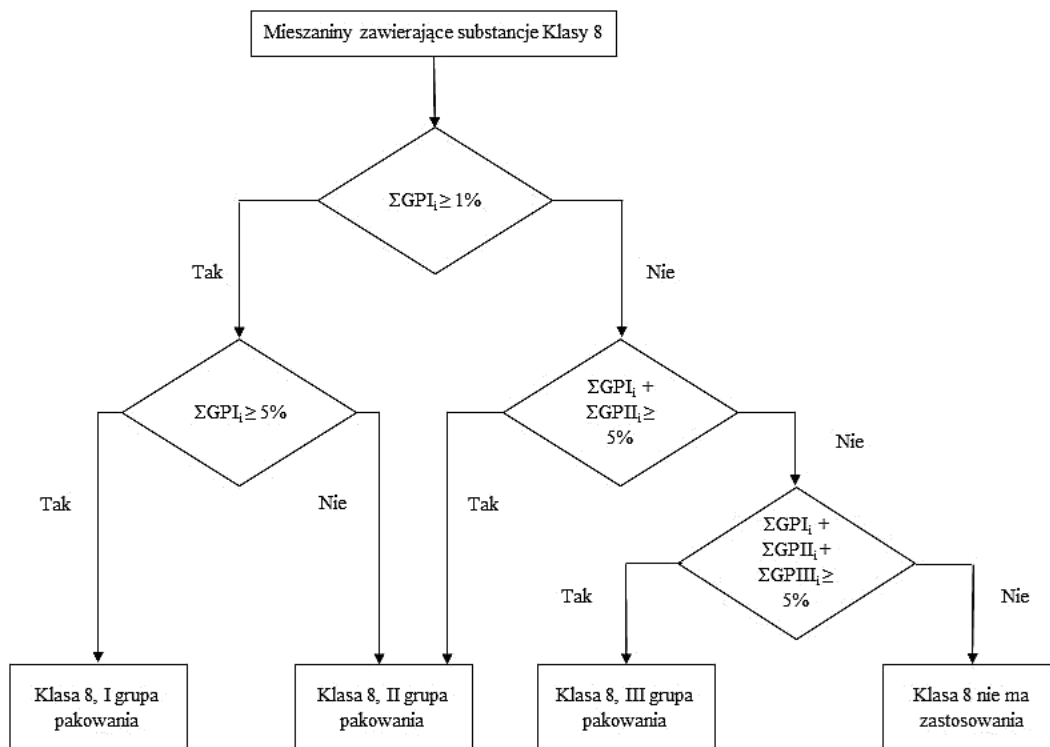 Mieszaniny zawierające substancje Klasy 8
ΣGPIᵢ ≥ 1%
Tak
Nie
ΣGPIᵢ ≥ 5%
ΣGPIᵢ +
ΣGPIIᵢ ≥
5%
Tak
Nie
Tak
Nie
ΣGPIᵢ +
ΣGPIIᵢ +
ΣGPIIIᵢ ≥
5%
Tak
Nie
Klasa 8, I grupa
pakowania
Klasa 8, II grupa
pakowania
Klasa 8, III grupa
pakowania
Klasa 8 nie ma
zastosowania